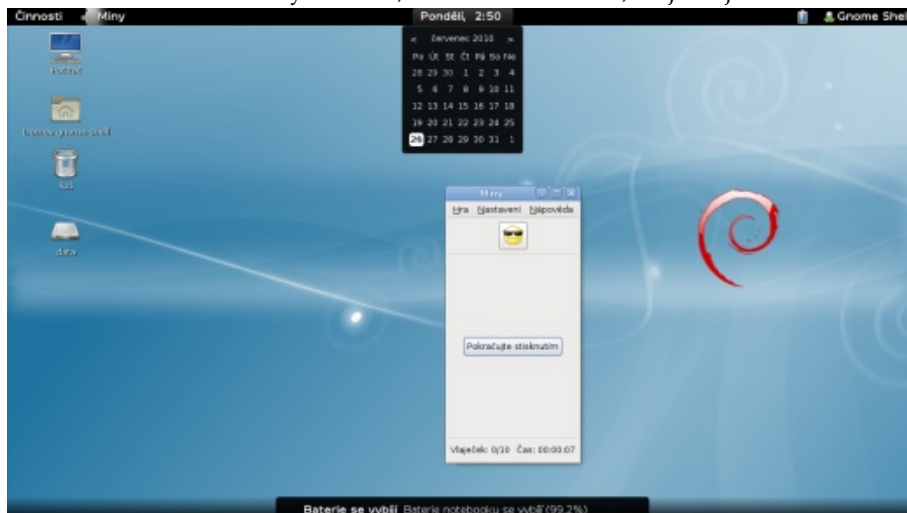 Činnosti Miny Pondělí, 2:50 Gnome Shel
« červenec 2010 »
Po Út St Čt Pá So Ne
28 29 30 1 2 3 4
5 6 7 8 9 10 11
12 13 14 15 16 17 18
19 20 21 22 23 24 25
26 27 28 29 30 31 1
Počítač
koš
data
Miny
Hra Nastavení Nápověda
Pokračujte stisknutím
Vlaječek: 0/10 Čas: 00:00:07
Baterie se vybíjí Baterie notebooku se vybíjí (99.2%)